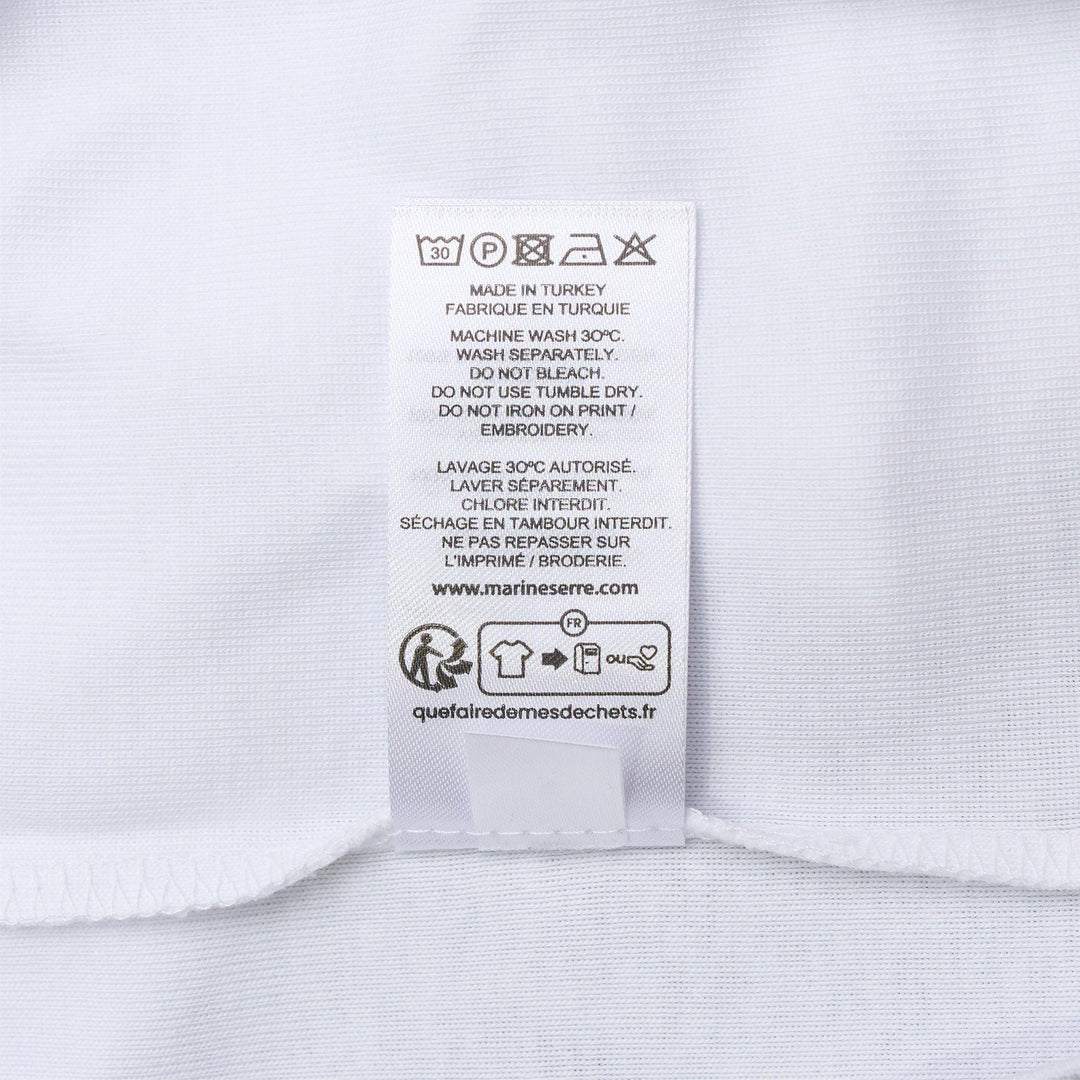 30 P
MADE IN TURKEY
FABRIQUE EN TURQUIE
MACHINE WASH 30ºC.
WASH SEPARATELY.
DO NOT BLEACH.
DO NOT USE TUMBLE DRY.
DO NOT IRON ON PRINT /
EMBROIDERY.
LAVAGE 30ºC AUTORISÉ.
LAVER SÉPAREMENT.
CHLORE INTERDIT.
SÉCHAGE EN TAMBOUR INTERDIT.
NE PAS REPASSER SUR
L'IMPRIMÉ / BRODERIE.
www.marineserre.com
FR
ou
quefairedemesdechets.fr